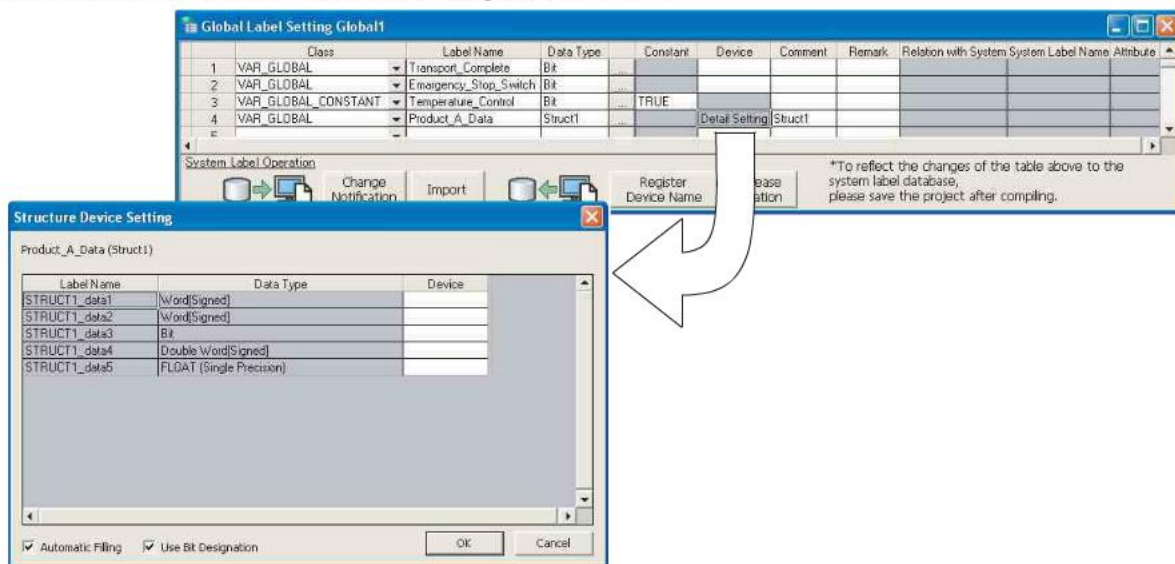 Global Label Setting Global1
Class Label Name Data Type Constant Device Comment Remark Relation with System System Label Name Attribute
1 VAR_GLOBAL Transport_Complete Bit ...
2 VAR_GLOBAL Emargency_Stop_Switch Bit ...
3 VAR_GLOBAL_CONSTANT Temperature_Control Bit ... TRUE
4 VAR_GLOBAL Product_A_Data Struct1 ... Detail Setting Struct1
System Label Operation
*To reflect the changes of the table above to the
system label database,
please save the project after compiling.
Change
Notification
Import
Register
Device Name
Structure Device Setting
Product_A_Data (Struct1)
Label Name Data Type Device
STRUCT1_data1 Word[Signed]
STRUCT1_data2 Word[Signed]
STRUCT1_data3 Bit
STRUCT1_data4 Double Word[Signed]
STRUCT1_data5 FLOAT (Single Precision)
Automatic Filling Use Bit Designation OK Cancel